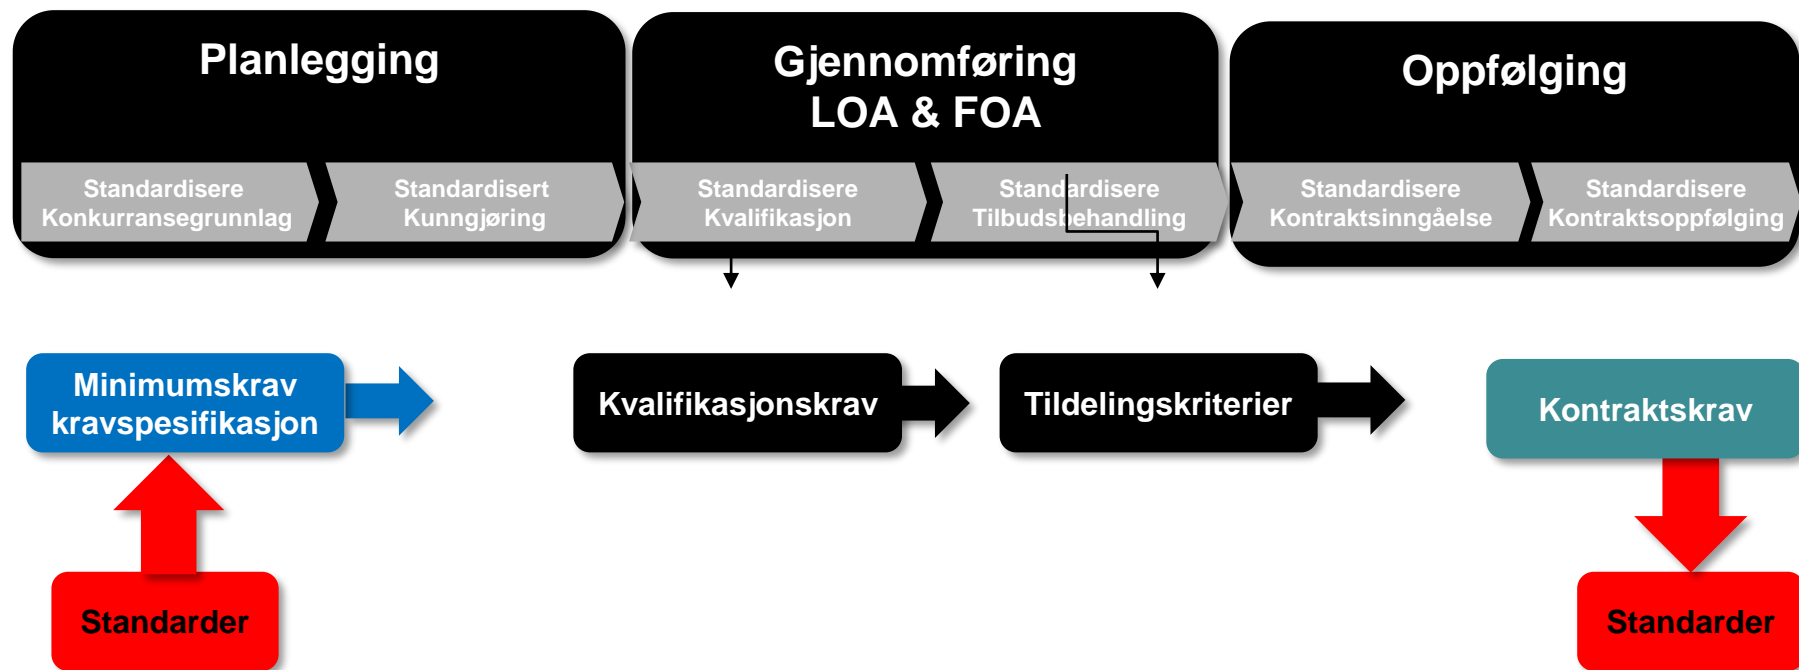 Planlegging
Gjennomføring
LOA & FOA
Oppfølging
Standardisere
Konkurransegrunnlag
Standardisert
Kunngjøring
Standardisere
Kvalifikasjon
Standardisere
Tilbudsbehandling
Standardisere
Kontraktsinngåelse
Standardisere
Kontraktsoppfølging
Minimumskrav
kravspesifikasjon
Kvalifikasjonskrav
Tildelingskriterier
Kontraktskrav
Standarder
Standarder